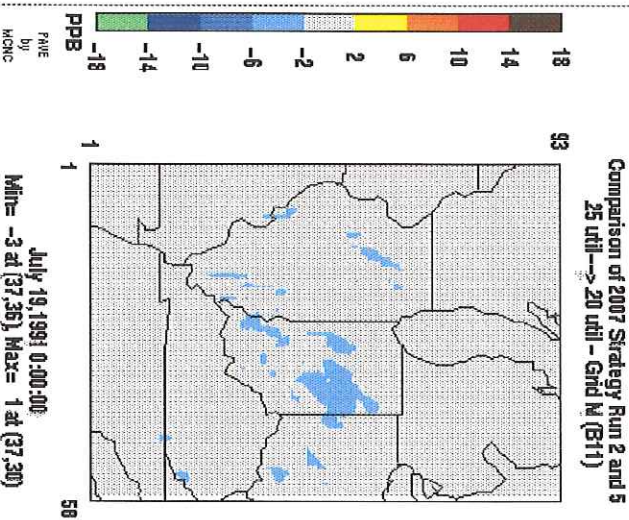 Comparison of 2007 Strategy Run 2 and 5
25 util--> 20 util - Grid M (B11)
18
14
10
6
2
-2
-6
-10
-14
-18
PPB
PAVE
by
MCNC
93
1
1
58
July 19,1991 0:00:00
Min= -3 at (37,36), Max= 1 at (37,30)